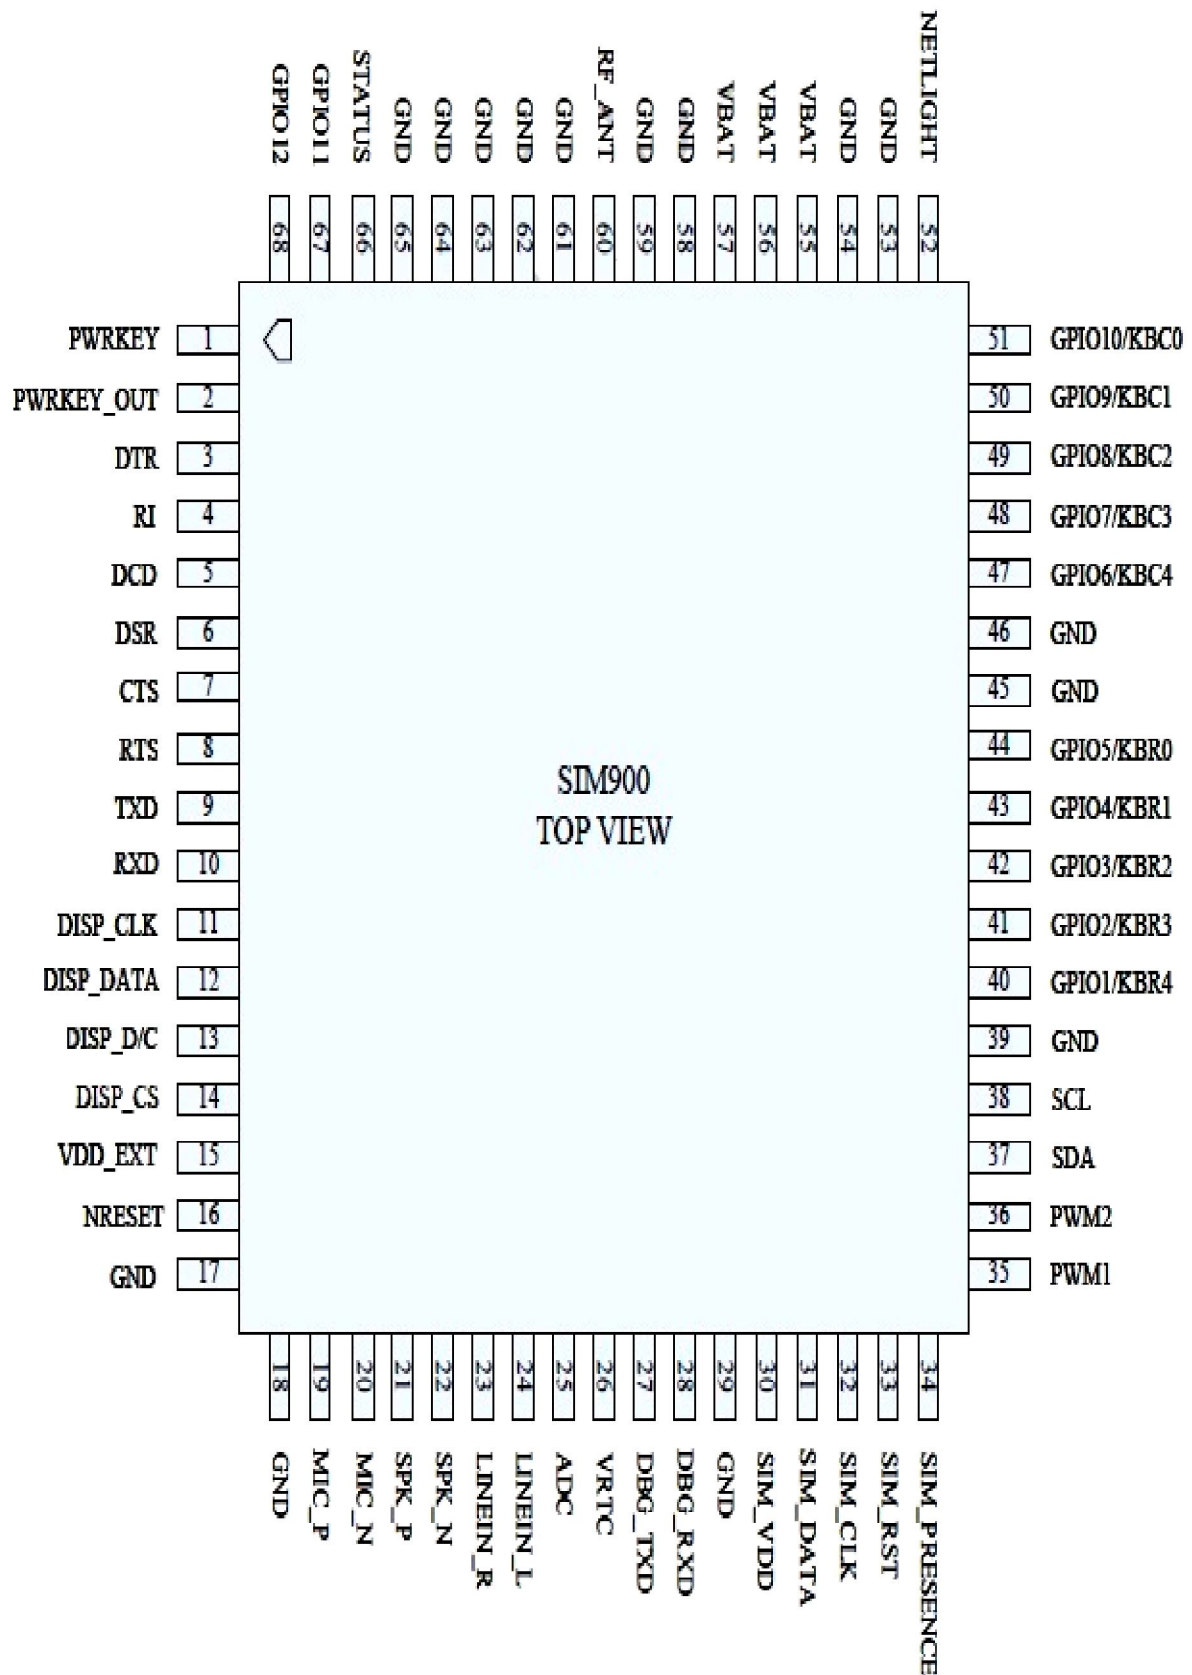 GPIO12
GPIO11
STATUS
GND
GND
GND
GND
GND
RF_ANT
GND
GND
VBAT
VBAT
VBAT
GND
GND
NETLIGHT
68
67
66
65
64
63
62
61
60
59
58
57
56
55
54
53
52
PWRKEY 1
PWRKEY_OUT 2
DTR 3
RI 4
DCD 5
DSR 6
CTS 7
RTS 8
TXD 9
RXD 10
DISP_CLK 11
DISP_DATA 12
DISP_D/C 13
DISP_CS 14
VDD_EXT 15
NRESET 16
GND 17
SIM900
TOP VIEW
51 GPIO10/KBC0
50 GPIO9/KBC1
49 GPIO8/KBC2
48 GPIO7/KBC3
47 GPIO6/KBC4
46 GND
45 GND
44 GPIO5/KBR0
43 GPIO4/KBR1
42 GPIO3/KBR2
41 GPIO2/KBR3
40 GPIO1/KBR4
39 GND
38 SCL
37 SDA
36 PWM2
35 PWM1
18
19
20
21
22
23
24
25
26
27
28
29
30
31
32
33
34
GND
MIC_P
MIC_N
SPK_P
SPK_N
LINEIN_R
LINEIN_L
ADC
VRTC
DBG_TXD
DBG_RXD
GND
SIM_VDD
SIM_DATA
SIM_CLK
SIM_RST
SIM_PRESENCE